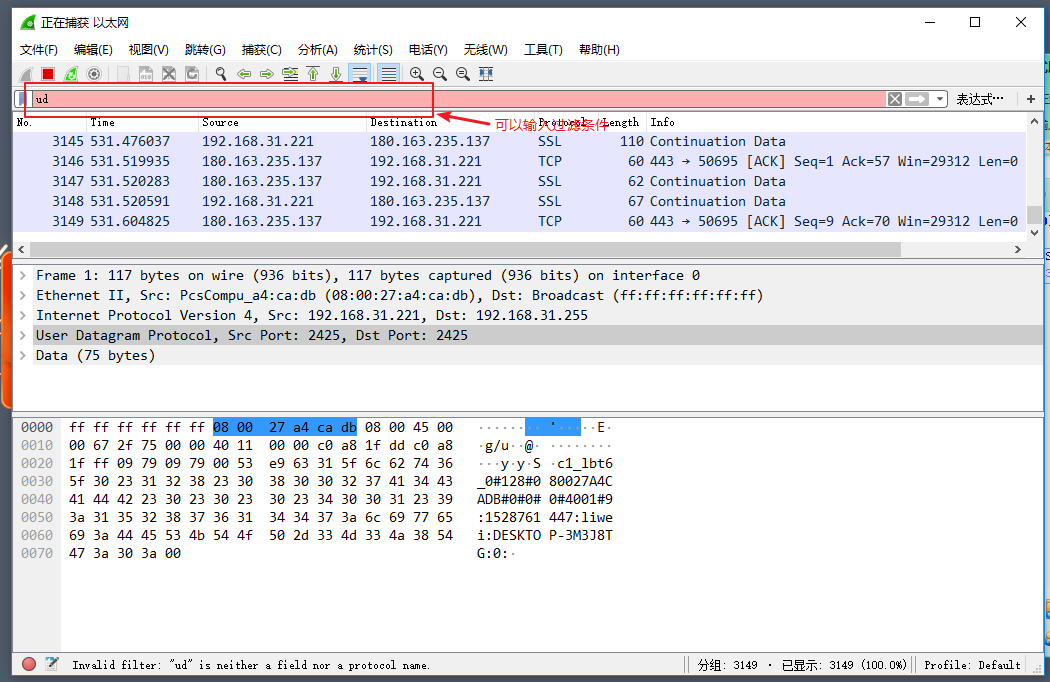 正在捕获 以太网
文件(F) 编辑(E) 视图(V) 跳转(G) 捕获(C) 分析(A) 统计(S) 电话(Y) 无线(W) 工具(T) 帮助(H)
ud 表达式… +
可以输入过滤条件
No. Time Source Destination Protocol Length Info
3145 531.476037 192.168.31.221 180.163.235.137 SSL 110 Continuation Data
3146 531.519935 180.163.235.137 192.168.31.221 TCP 60 443 → 50695 [ACK] Seq=1 Ack=57 Win=29312 Len=0
3147 531.520283 180.163.235.137 192.168.31.221 SSL 62 Continuation Data
3148 531.520591 192.168.31.221 180.163.235.137 SSL 67 Continuation Data
3149 531.604825 180.163.235.137 192.168.31.221 TCP 60 443 → 50695 [ACK] Seq=9 Ack=70 Win=29312 Len=0
Frame 1: 117 bytes on wire (936 bits), 117 bytes captured (936 bits) on interface 0
Ethernet II, Src: PcsCompu_a4:ca:db (08:00:27:a4:ca:db), Dst: Broadcast (ff:ff:ff:ff:ff:ff)
Internet Protocol Version 4, Src: 192.168.31.221, Dst: 192.168.31.255
User Datagram Protocol, Src Port: 2425, Dst Port: 2425
Data (75 bytes)
0000 ff ff ff ff ff ff 08 00 27 a4 ca db 08 00 45 00 ········ '·····E·
0010 00 67 2f 75 00 00 40 11 00 00 c0 a8 1f dd c0 a8 ·g/u··@· ········
0020 1f ff 09 79 09 79 00 53 e9 63 31 5f 6c 62 74 36 ···y·y·S ·c1_lbt6
0030 5f 30 23 31 32 38 23 30 38 30 30 32 37 41 34 43 _0#128#0 80027A4C
0040 41 44 42 23 30 23 30 23 30 23 34 30 30 31 23 39 ADB#0#0# 0#4001#9
0050 3a 31 35 32 38 37 36 31 34 34 37 3a 6c 69 77 65 :1528761 447:liwe
0060 69 3a 44 45 53 4b 54 4f 50 2d 33 4d 33 4a 38 54 i:DESKTO P-3M3J8T
0070 47 3a 30 3a 00 G:0:·
Invalid filter: "ud" is neither a field nor a protocol name. 分组: 3149 · 已显示: 3149 (100.0%) Profile: Default